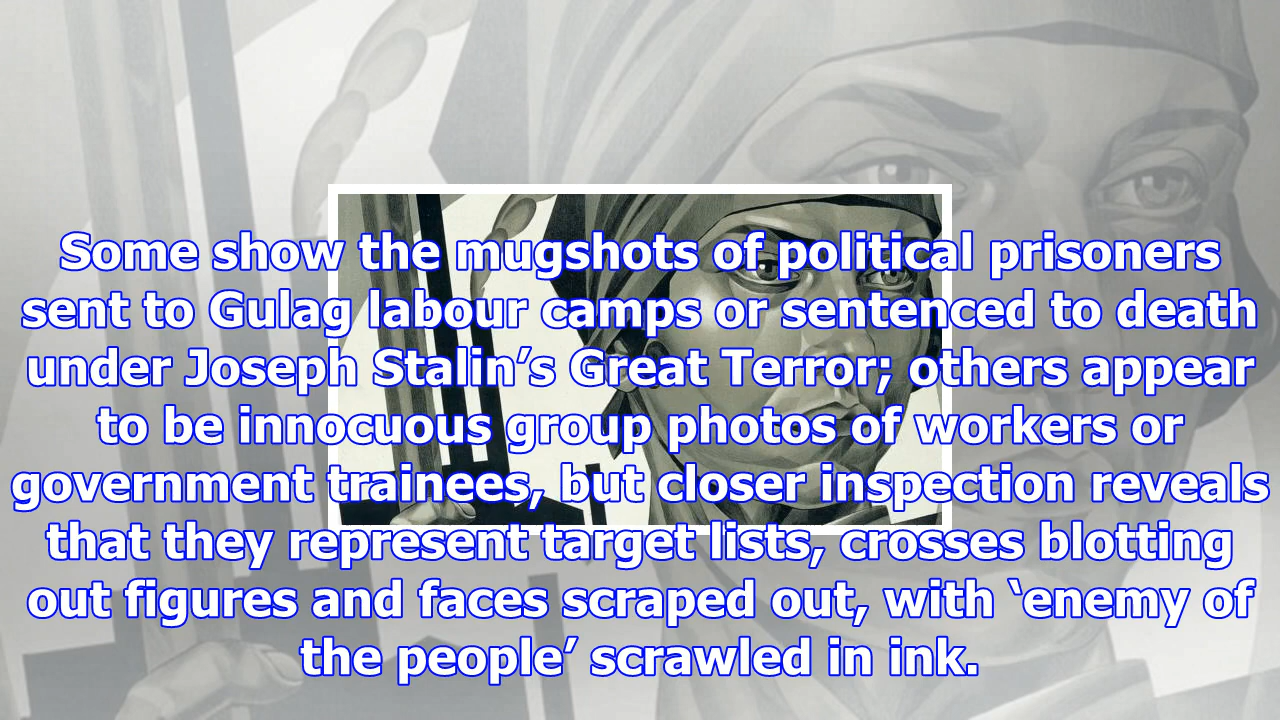 Some show the mugshots of political prisoners
sent to Gulag labour camps or sentenced to death
under Joseph Stalin’s Great Terror; others appear
to be innocuous group photos of workers or
government trainees, but closer inspection reveals
that they represent target lists, crosses blotting
out figures and faces scraped out, with ‘enemy of
the people’ scrawled in ink.